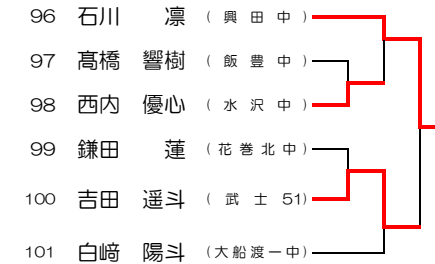 96 石川 凛 ( 興 田 中 )
97 髙橋 響樹 ( 飯 豊 中 )
98 西内 優心 ( 水 沢 中 )
99 鎌田 蓮 ( 花 巻 北 中 )
100 吉田 遥斗 ( 武 士 51)
101 白﨑 陽斗 ( 大 船 渡 一 中 )